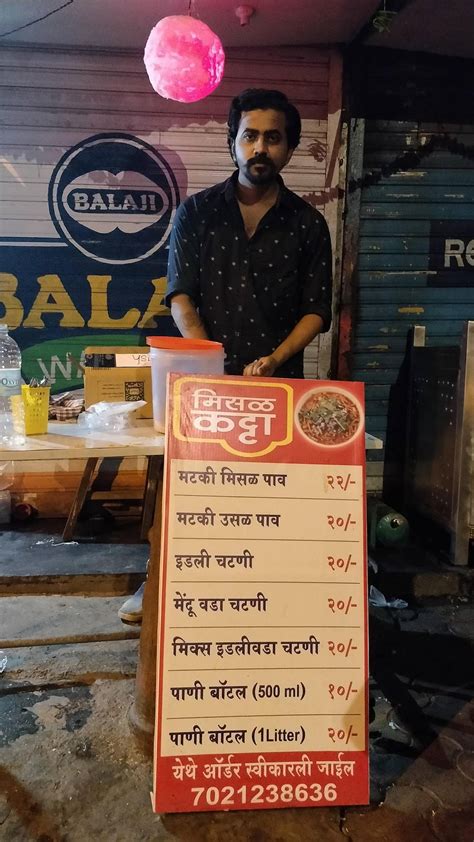 BALAJI
BALA
W
RE
मिसळ
कट्टा
मटकी मिसळ पाव २२/-
मटकी उसळ पाव २०/-
इडली चटणी २०/-
मेंदू वडा चटणी २०/-
मिक्स इडलीवडा चटणी २०/-
पाणी बॉटल (500 ml) १०/-
पाणी बॉटल (1Litter) २०/-
येथे ऑर्डर स्वीकारली जाईल
7021238636